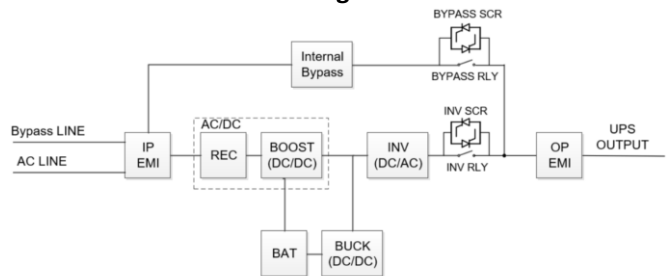 BYPASS SCR
Internal
Bypass
BYPASS RLY
Bypass LINE
AC LINE
IP
EMI
AC/DC
REC
BOOST
(DC/DC)
INV
(DC/AC)
INV SCR
INV RLY
OP
EMI
UPS
OUTPUT
BAT
BUCK
(DC/DC)